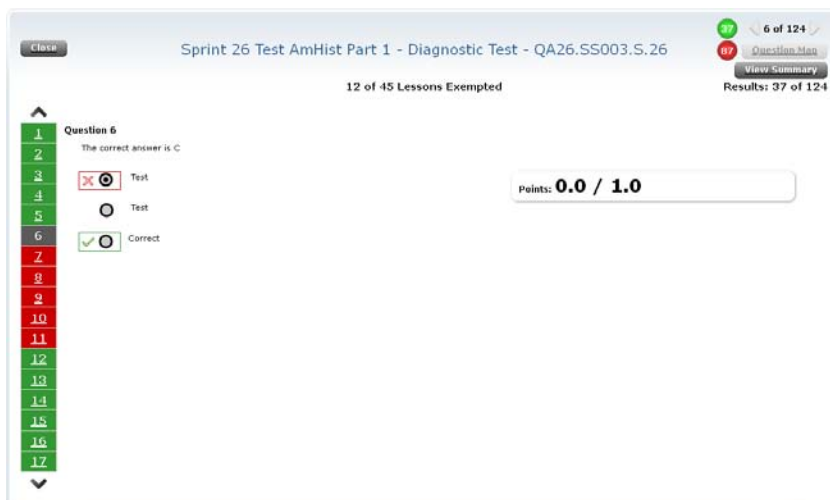 Close
Sprint 26 Test AmHist Part 1 - Diagnostic Test - QA26.SS003.S.26
37
6 of 124
87
Question Map
View Summary
12 of 45 Lessons Exempted
Results: 37 of 124
1
2
3
4
5
6
7
8
9
10
11
12
13
14
15
16
17
Question 6
The correct answer is C
Test
Test
Correct
Points: 0.0 / 1.0